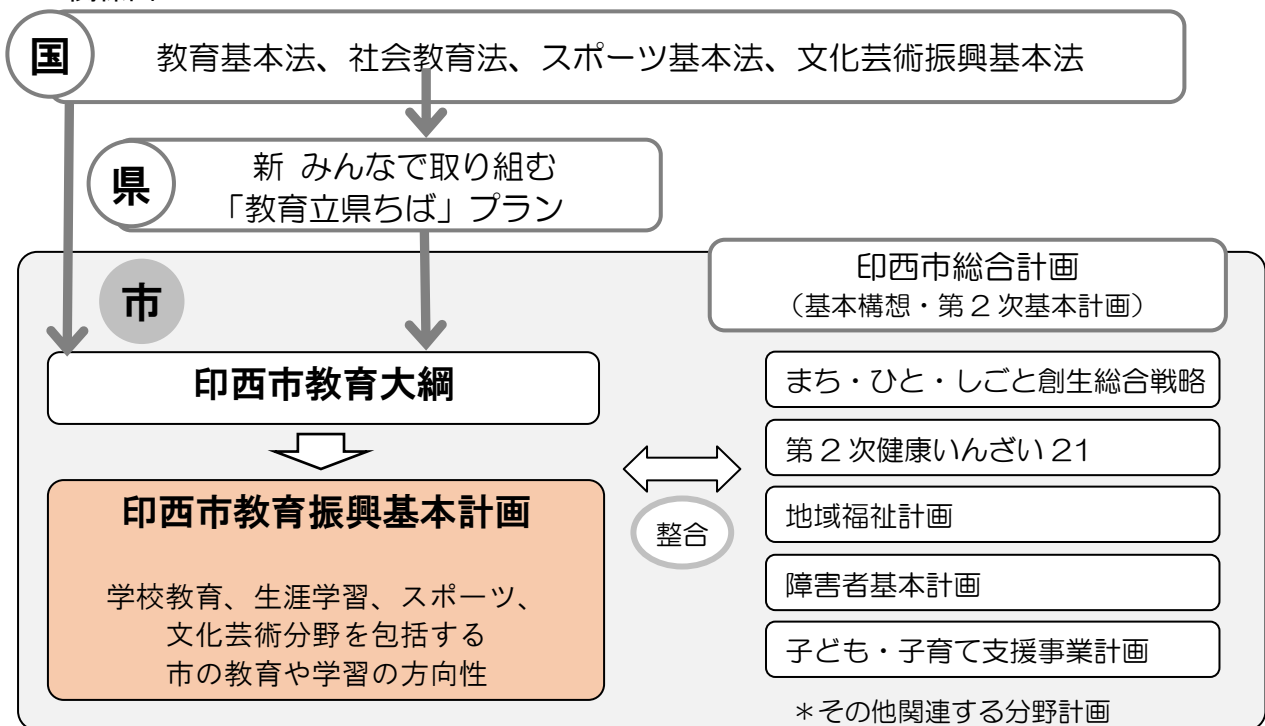 国
教育基本法、社会教育法、スポーツ基本法、文化芸術振興基本法
県
新 みんなで取り組む
「教育立県ちば」プラン
市
印西市総合計画
（基本構想・第２次基本計画）
印西市教育大綱
まち・ひと・しごと創生総合戦略
第２次健康いんざい 21
地域福祉計画
障害者基本計画
子ども・子育て支援事業計画
＊その他関連する分野計画
整合
印西市教育振興基本計画
学校教育、生涯学習、スポーツ、
文化芸術分野を包括する
市の教育や学習の方向性